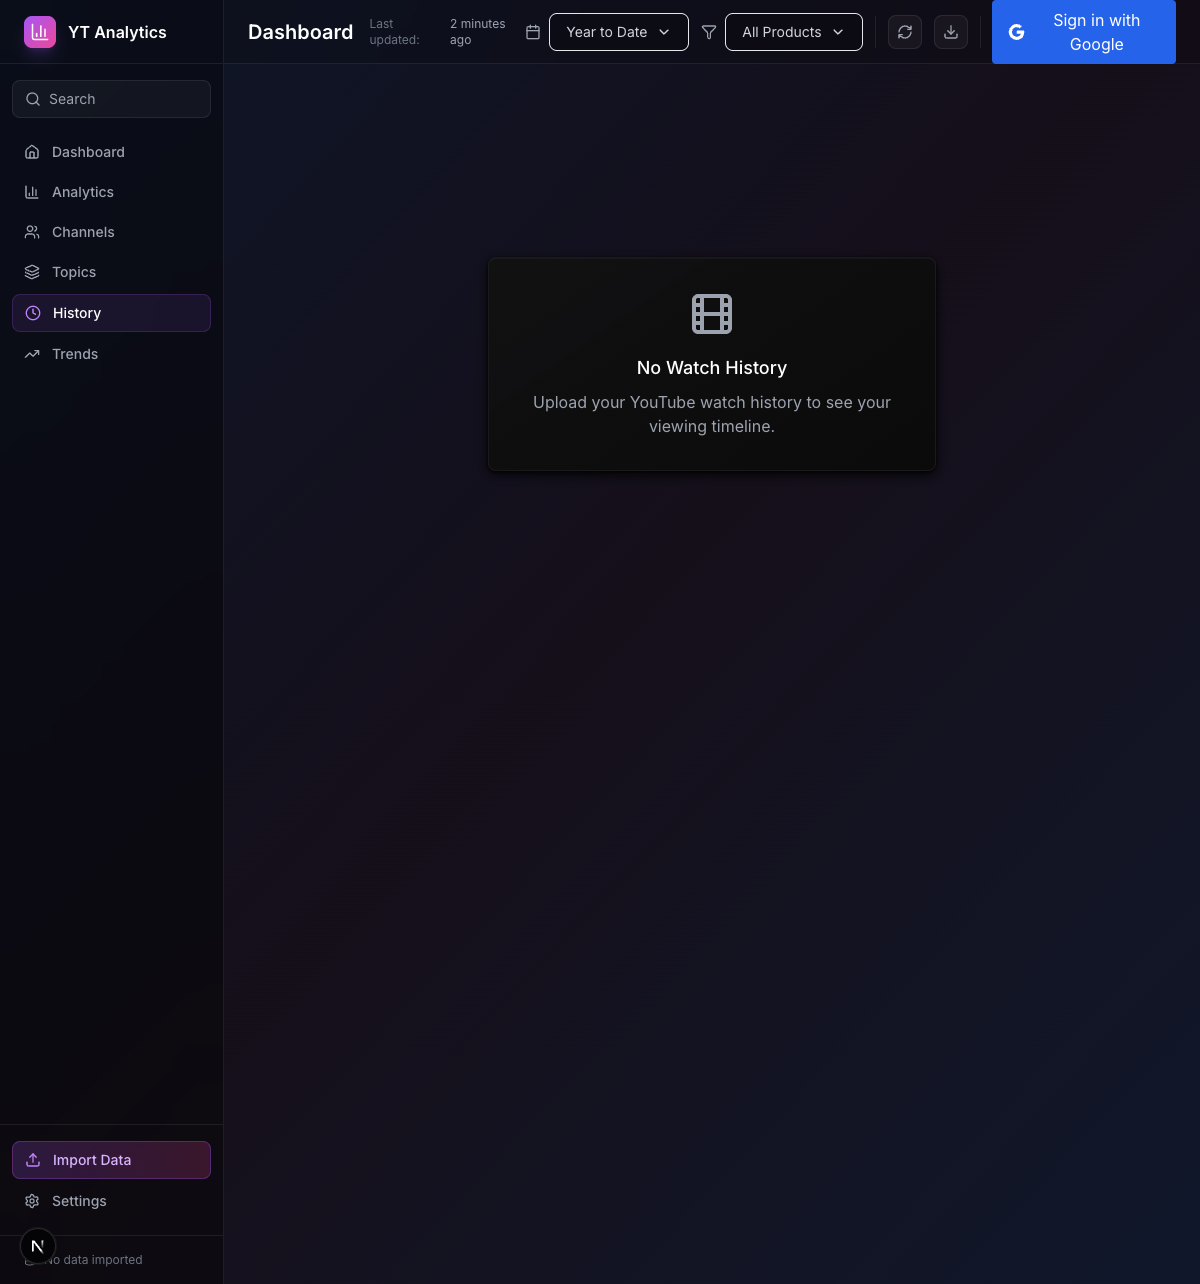 YT Analytics
Search
Dashboard
Analytics
Channels
Topics
History
Trends
Import Data
Settings
No data imported
Dashboard
Last
updated:
2 minutes
ago
Year to Date
All Products
Sign in with
Google
No Watch History
Upload your YouTube watch history to see your
viewing timeline.